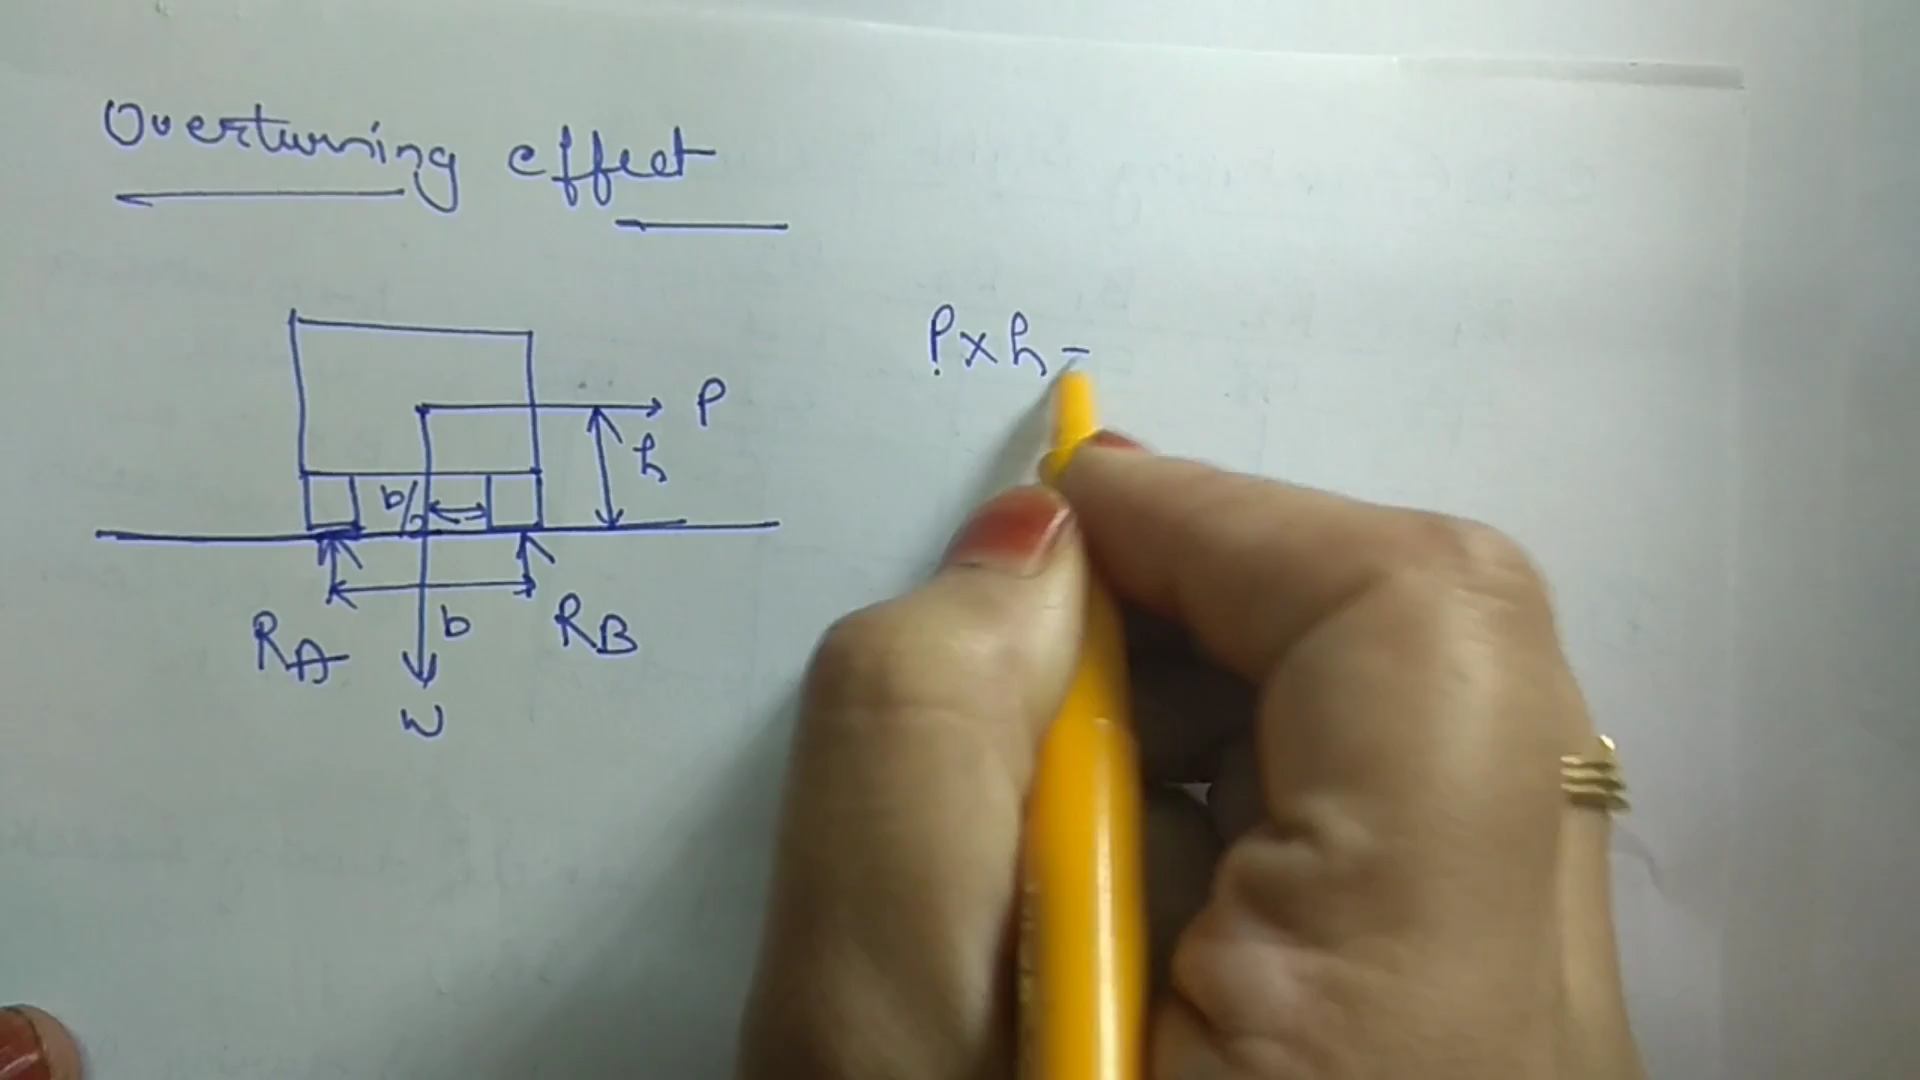 Overturning effect
P x h =
P
h
b/2
RA
b
RB
W